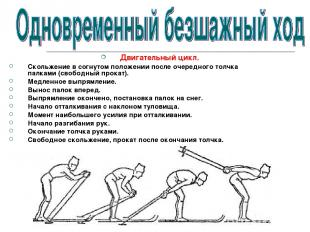 Одновременный безшажный ход
Двигательный цикл.
Скольжение в согнутом положении после очередного толчка
палками (свободный прокат).
Медленное выпрямление.
Вынос палок вперед.
Выпрямление окончено, постановка палок на снег.
Начало отталкивания с наклоном туловища.
Момент наибольшего усилия при отталкивании.
Начало разгибания рук.
Окончание толчка руками.
Свободное скольжение, прокат после окончания толчка.